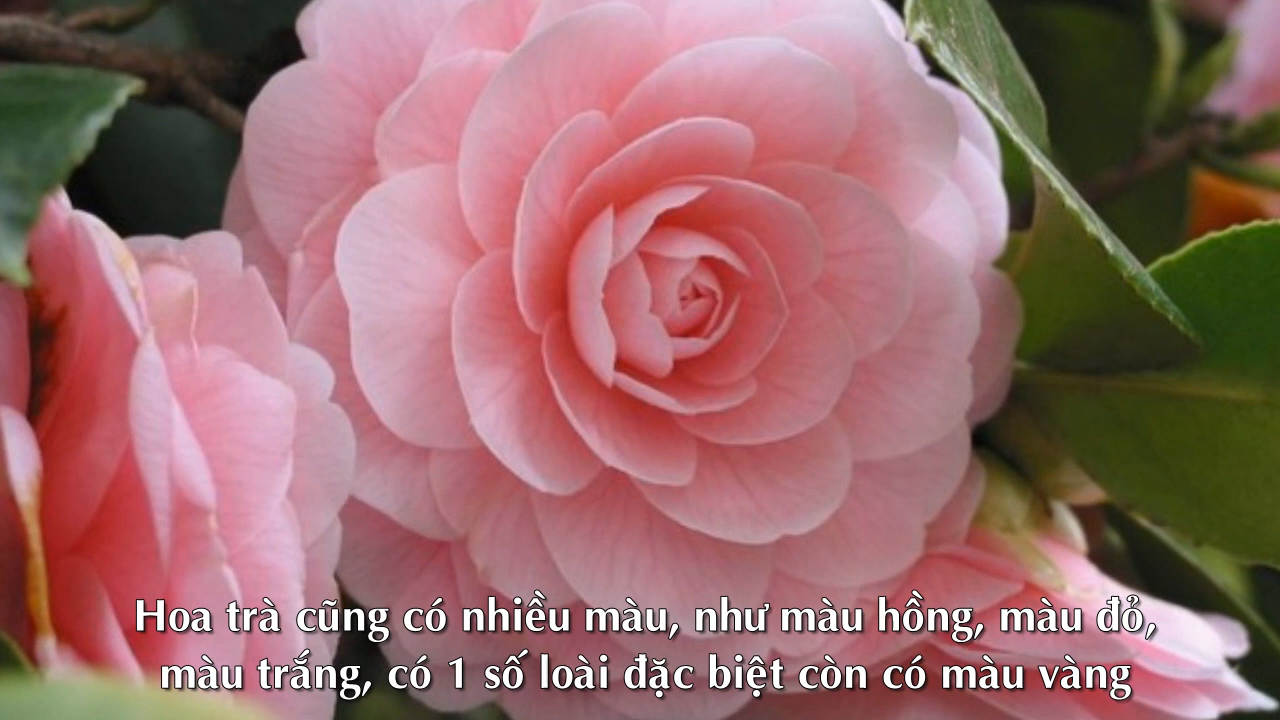 Hoa trà cũng có nhiều màu, như màu hồng, màu đỏ,
màu trắng, có 1 số loài đặc biệt còn có màu vàng